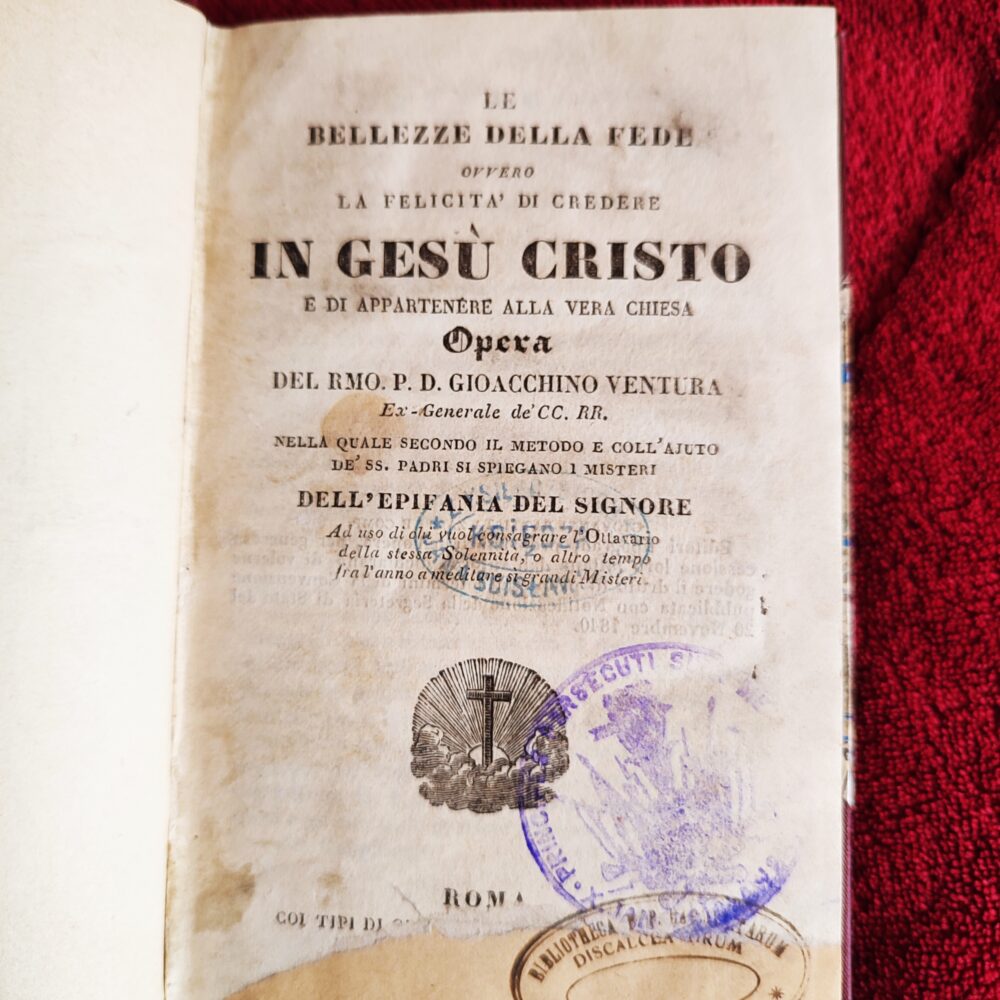 LE
BELLEZZE DELLA FEDE
OVVERO
LA FELICITA' DI CREDERE
IN GESÙ CRISTO
E DI APPARTENERE ALLA VERA CHIESA
Opera
DEL RMO. P. D. GIOACCHINO VENTURA
Ex-Generale de' CC. RR.
NELLA QUALE SECONDO IL METODO E COLL'AJUTO
DE' SS. PADRI SI SPIEGANO I MISTERI
DELL'EPIFANIA DEL SIGNORE
Ad uso di chi vuol consagrare l'Ottavario
della stessa Solennità, o altro tempo
fra l'anno a meditare sì grandi Misteri.
PERSECUTI
ROMA
COI TIPI DI
BIBLIOTHECA
DISCALCEATORUM